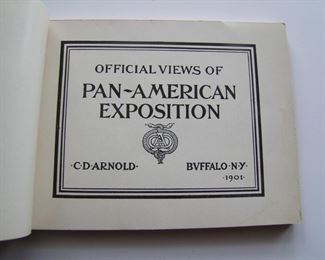 OFFICIAL VIEWS OF
PAN-AMERICAN
EXPOSITION
·C·D·ARNOLD· BVFFALO·N·Y·
·1901·